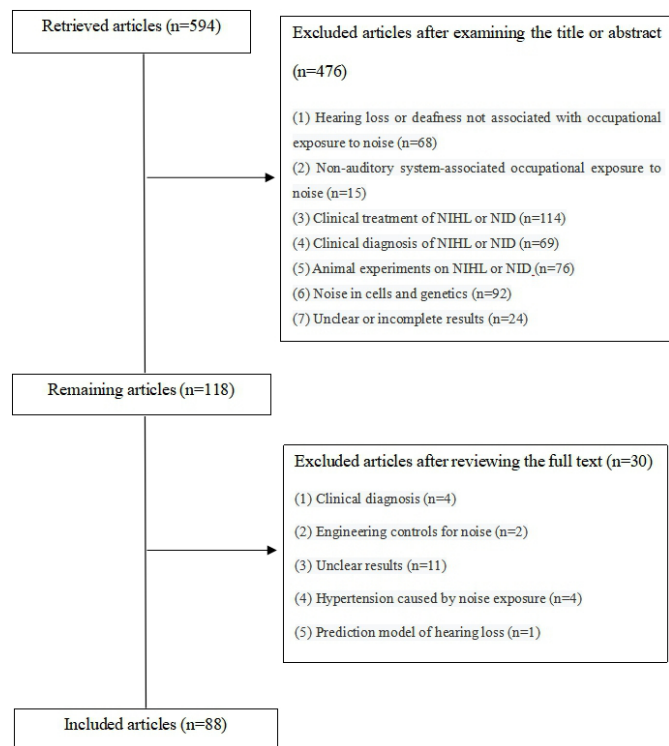 Retrieved articles (n=594)
Excluded articles after examining the title or abstract
(n=476)
(1) Hearing loss or deafness not associated with occupational
exposure to noise (n=68)
(2) Non-auditory system-associated occupational exposure to
noise (n=15)
(3) Clinical treatment of NIHL or NID (n=114)
(4) Clinical diagnosis of NIHL or NID (n=69)
(5) Animal experiments on NIHL or NID (n=76)
(6) Noise in cells and genetics (n=92)
(7) Unclear or incomplete results (n=24)
Remaining articles (n=118)
Excluded articles after reviewing the full text (n=30)
(1) Clinical diagnosis (n=4)
(2) Engineering controls for noise (n=2)
(3) Unclear results (n=11)
(4) Hypertension caused by noise exposure (n=4)
(5) Prediction model of hearing loss (n=1)
Included articles (n=88)